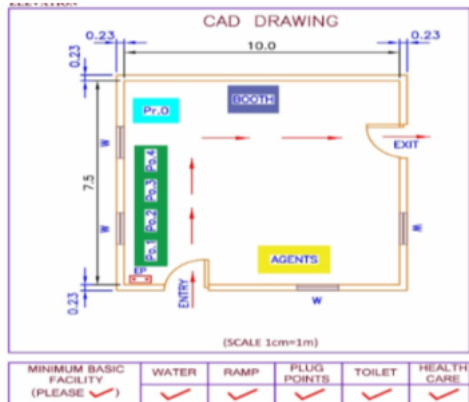 ELEVATION
CAD DRAWING
0.23
10.0
0.23
0.23
Pr.O
BOOTH
EXIT
W
7.5
Po.4
Po.3
Po.2
Po.1
W
W
EP
AGENTS
ENTRY
W
0.23
(SCALE 1cm=1m)
MINIMUM BASIC FACILITY (PLEASE ✓)
WATER
RAMP
PLUG POINTS
TOILET
HEALTH CARE
✓ ✓ ✓ ✓ ✓